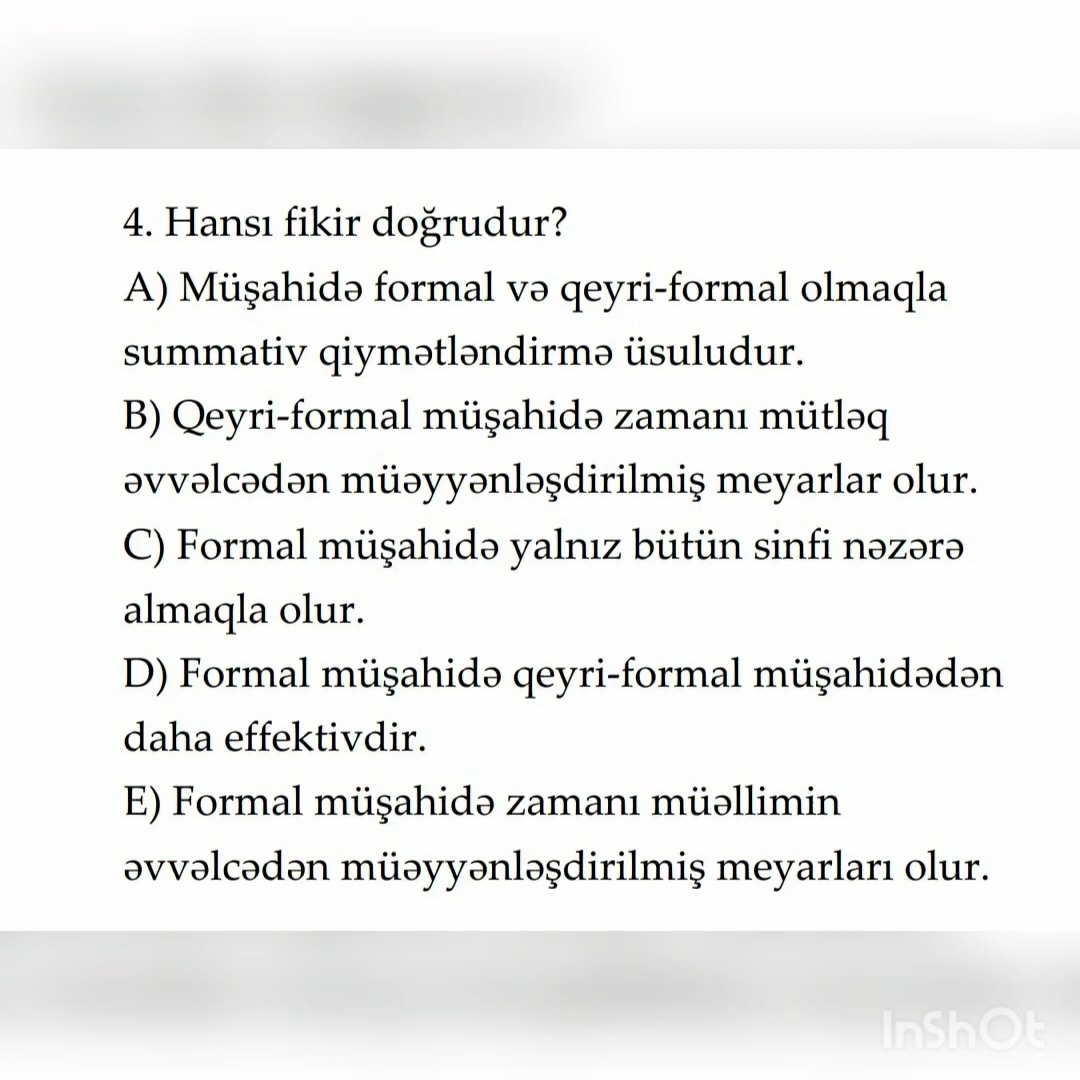 4. Hansı fikir doğrudur?
A) Müşahidə formal və qeyri-formal olmaqla
summativ qiymətləndirmə üsuludur.
B) Qeyri-formal müşahidə zamanı mütləq
əvvəlcədən müəyyənləşdirilmiş meyarlar olur.
C) Formal müşahidə yalnız bütün sinfi nəzərə
almaqla olur.
D) Formal müşahidə qeyri-formal müşahidədən
daha effektivdir.
E) Formal müşahidə zamanı müəllimin
əvvəlcədən müəyyənləşdirilmiş meyarları olur.
InShOt